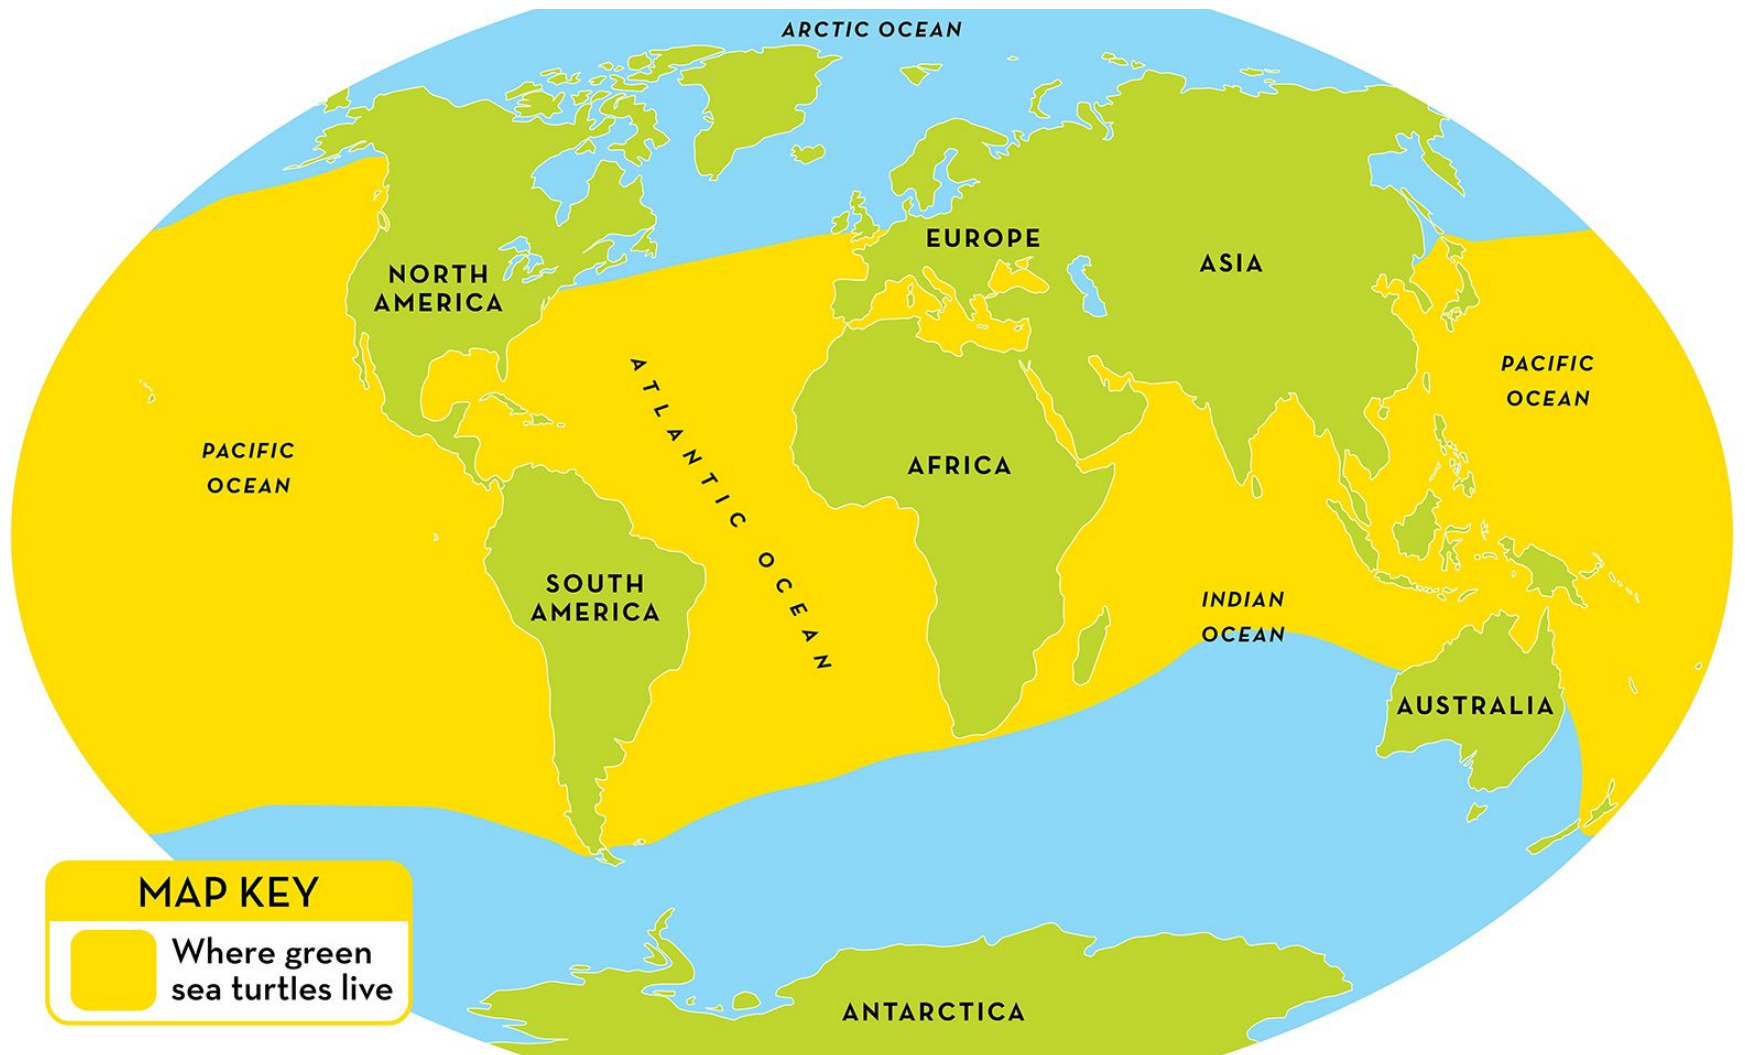 ARCTIC OCEAN
EUROPE
ASIA
NORTH
AMERICA
ATLANTIC OCEAN
PACIFIC
OCEAN
PACIFIC
OCEAN
AFRICA
SOUTH
AMERICA
INDIAN
OCEAN
AUSTRALIA
MAP KEY
Where green
sea turtles live
ANTARCTICA